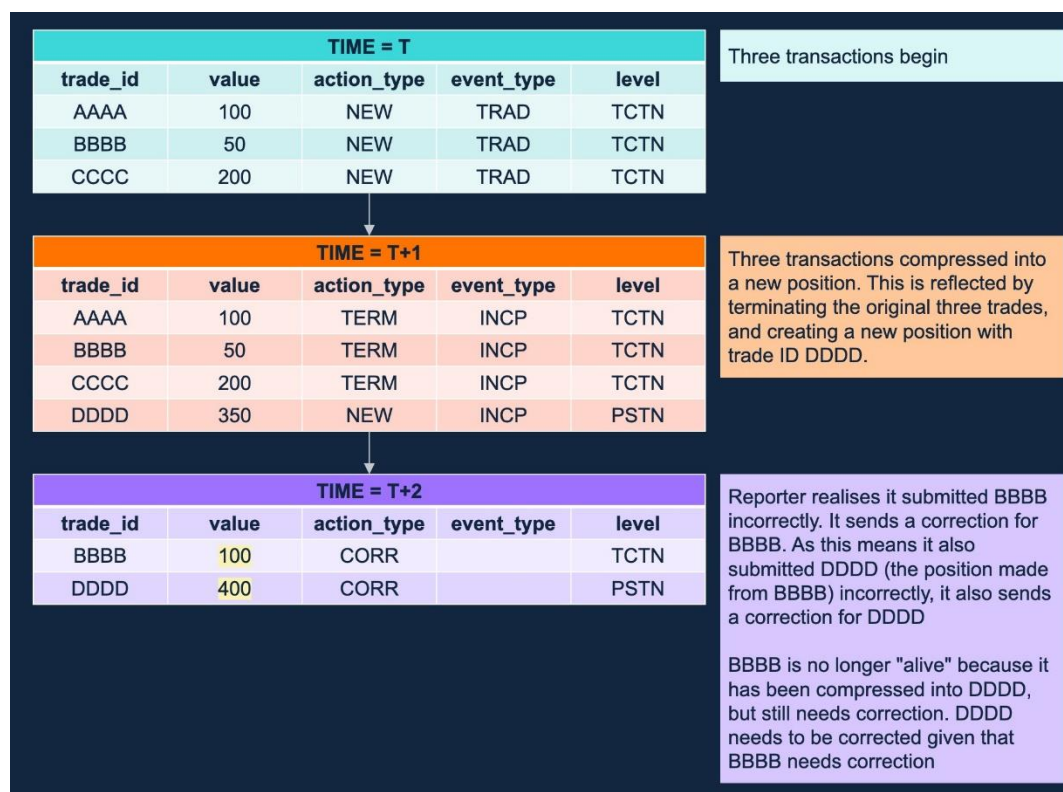 TIME = T
trade_id value action_type event_type level
AAAA 100 NEW TRAD TCTN
BBBB 50 NEW TRAD TCTN
CCCC 200 NEW TRAD TCTN
Three transactions begin
TIME = T+1
trade_id value action_type event_type level
AAAA 100 TERM INCP TCTN
BBBB 50 TERM INCP TCTN
CCCC 200 TERM INCP TCTN
DDDD 350 NEW INCP PSTN
Three transactions compressed into
a new position. This is reflected by
terminating the original three trades,
and creating a new position with
trade ID DDDD.
TIME = T+2
trade_id value action_type event_type level
BBBB 100 CORR TCTN
DDDD 400 CORR PSTN
Reporter realises it submitted BBBB
incorrectly. It sends a correction for
BBBB. As this means it also
submitted DDDD (the position made
from BBBB) incorrectly, it also sends
a correction for DDDD
BBBB is no longer "alive" because it
has been compressed into DDDD,
but still needs correction. DDDD
needs to be corrected given that
BBBB needs correction